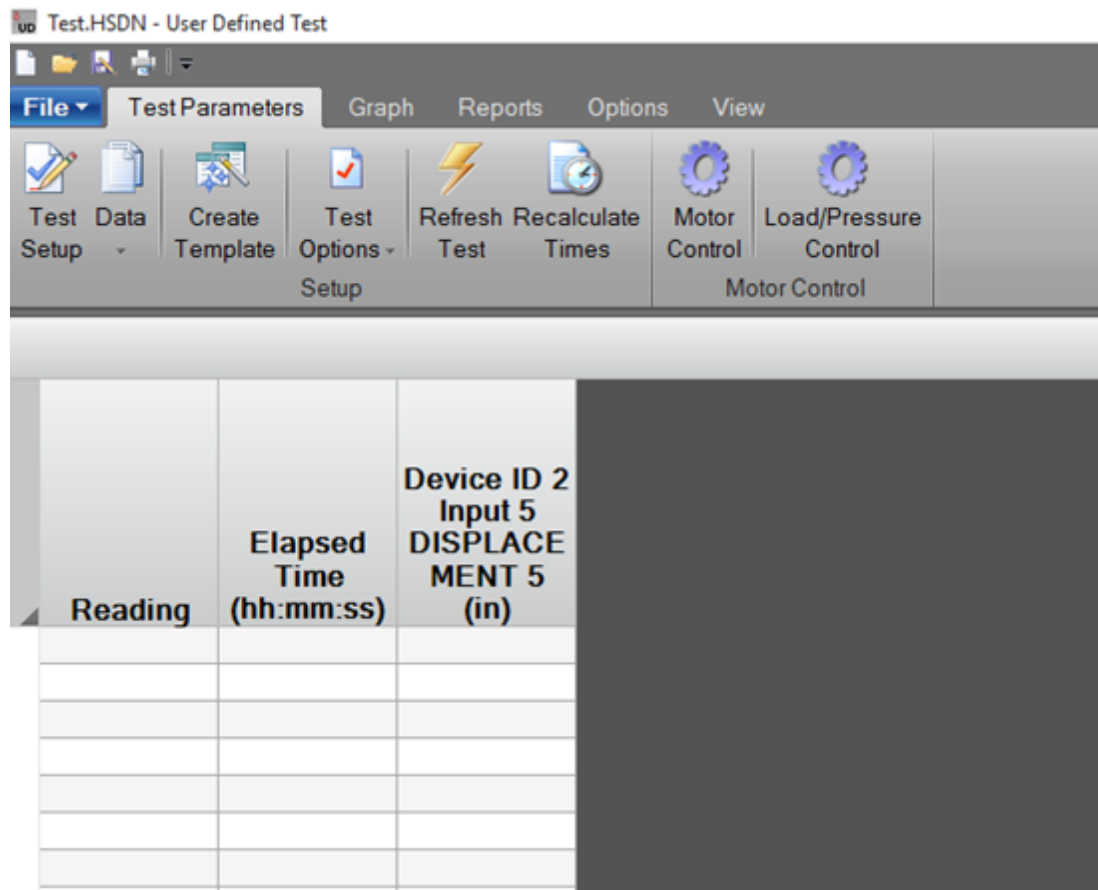 UD Test.HSDN - User Defined Test
File Test Parameters Graph Reports Options View
Test Setup
Data
Create Template
Test Options
Refresh Test
Recalculate Times
Motor Control
Load/Pressure Control
Setup
Motor Control
Reading
Elapsed
Time
(hh:mm:ss)
Device ID 2
Input 5
DISPLACE
MENT 5
(in)